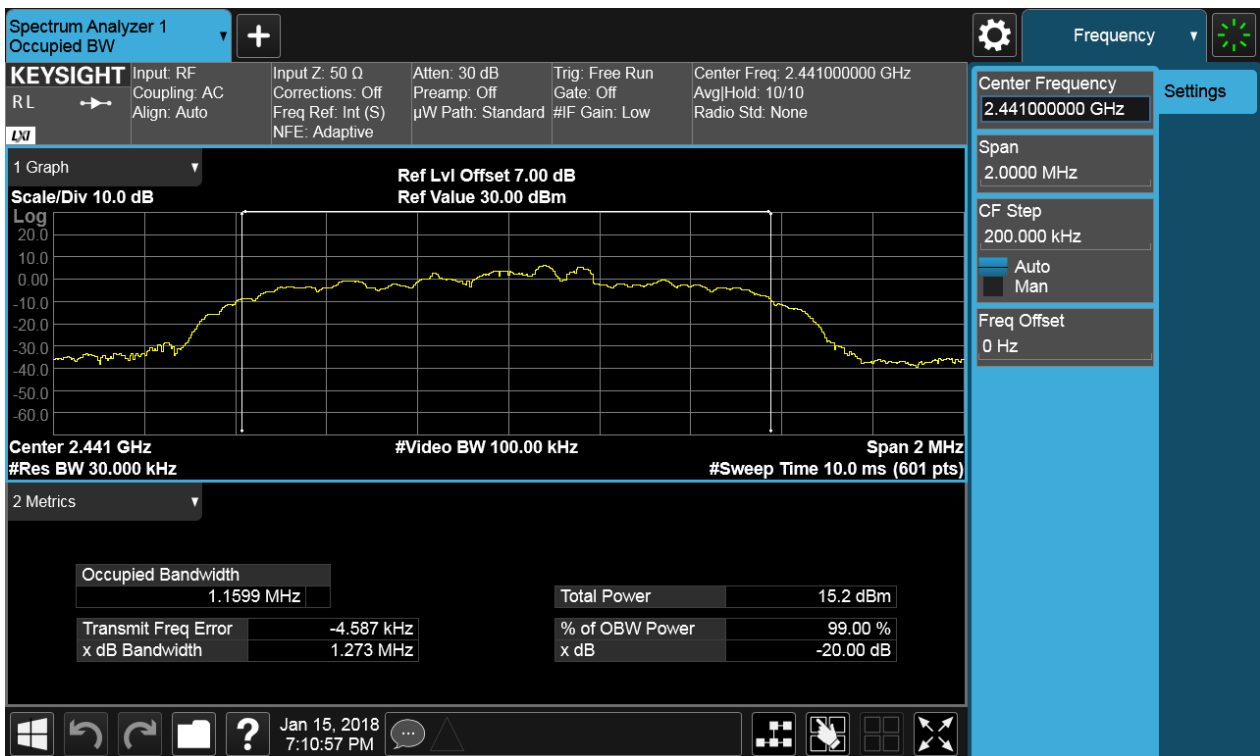 Spectrum Analyzer 1
Occupied BW
+
Frequency
KEYSIGHT
R L
LXI
Input: RF
Coupling: AC
Align: Auto
Input Z: 50 Ω
Corrections: Off
Freq Ref: Int (S)
NFE: Adaptive
Atten: 30 dB
Preamp: Off
µW Path: Standard
Trig: Free Run
Gate: Off
#IF Gain: Low
Center Freq: 2.441000000 GHz
Avg|Hold: 10/10
Radio Std: None
Center Frequency
2.441000000 GHz
Settings
Span
2.0000 MHz
CF Step
200.000 kHz
Auto
Man
Freq Offset
0 Hz
1 Graph
Scale/Div 10.0 dB
Ref Lvl Offset 7.00 dB
Ref Value 30.00 dBm
Log
20.0
10.0
0.00
-10.0
-20.0
-30.0
-40.0
-50.0
-60.0
Center 2.441 GHz
#Video BW 100.00 kHz
Span 2 MHz
#Res BW 30.000 kHz
#Sweep Time 10.0 ms (601 pts)
2 Metrics
Occupied Bandwidth
1.1599 MHz
Total Power 15.2 dBm
Transmit Freq Error -4.587 kHz
% of OBW Power 99.00 %
x dB Bandwidth 1.273 MHz
x dB -20.00 dB
?
Jan 15, 2018
7:10:57 PM